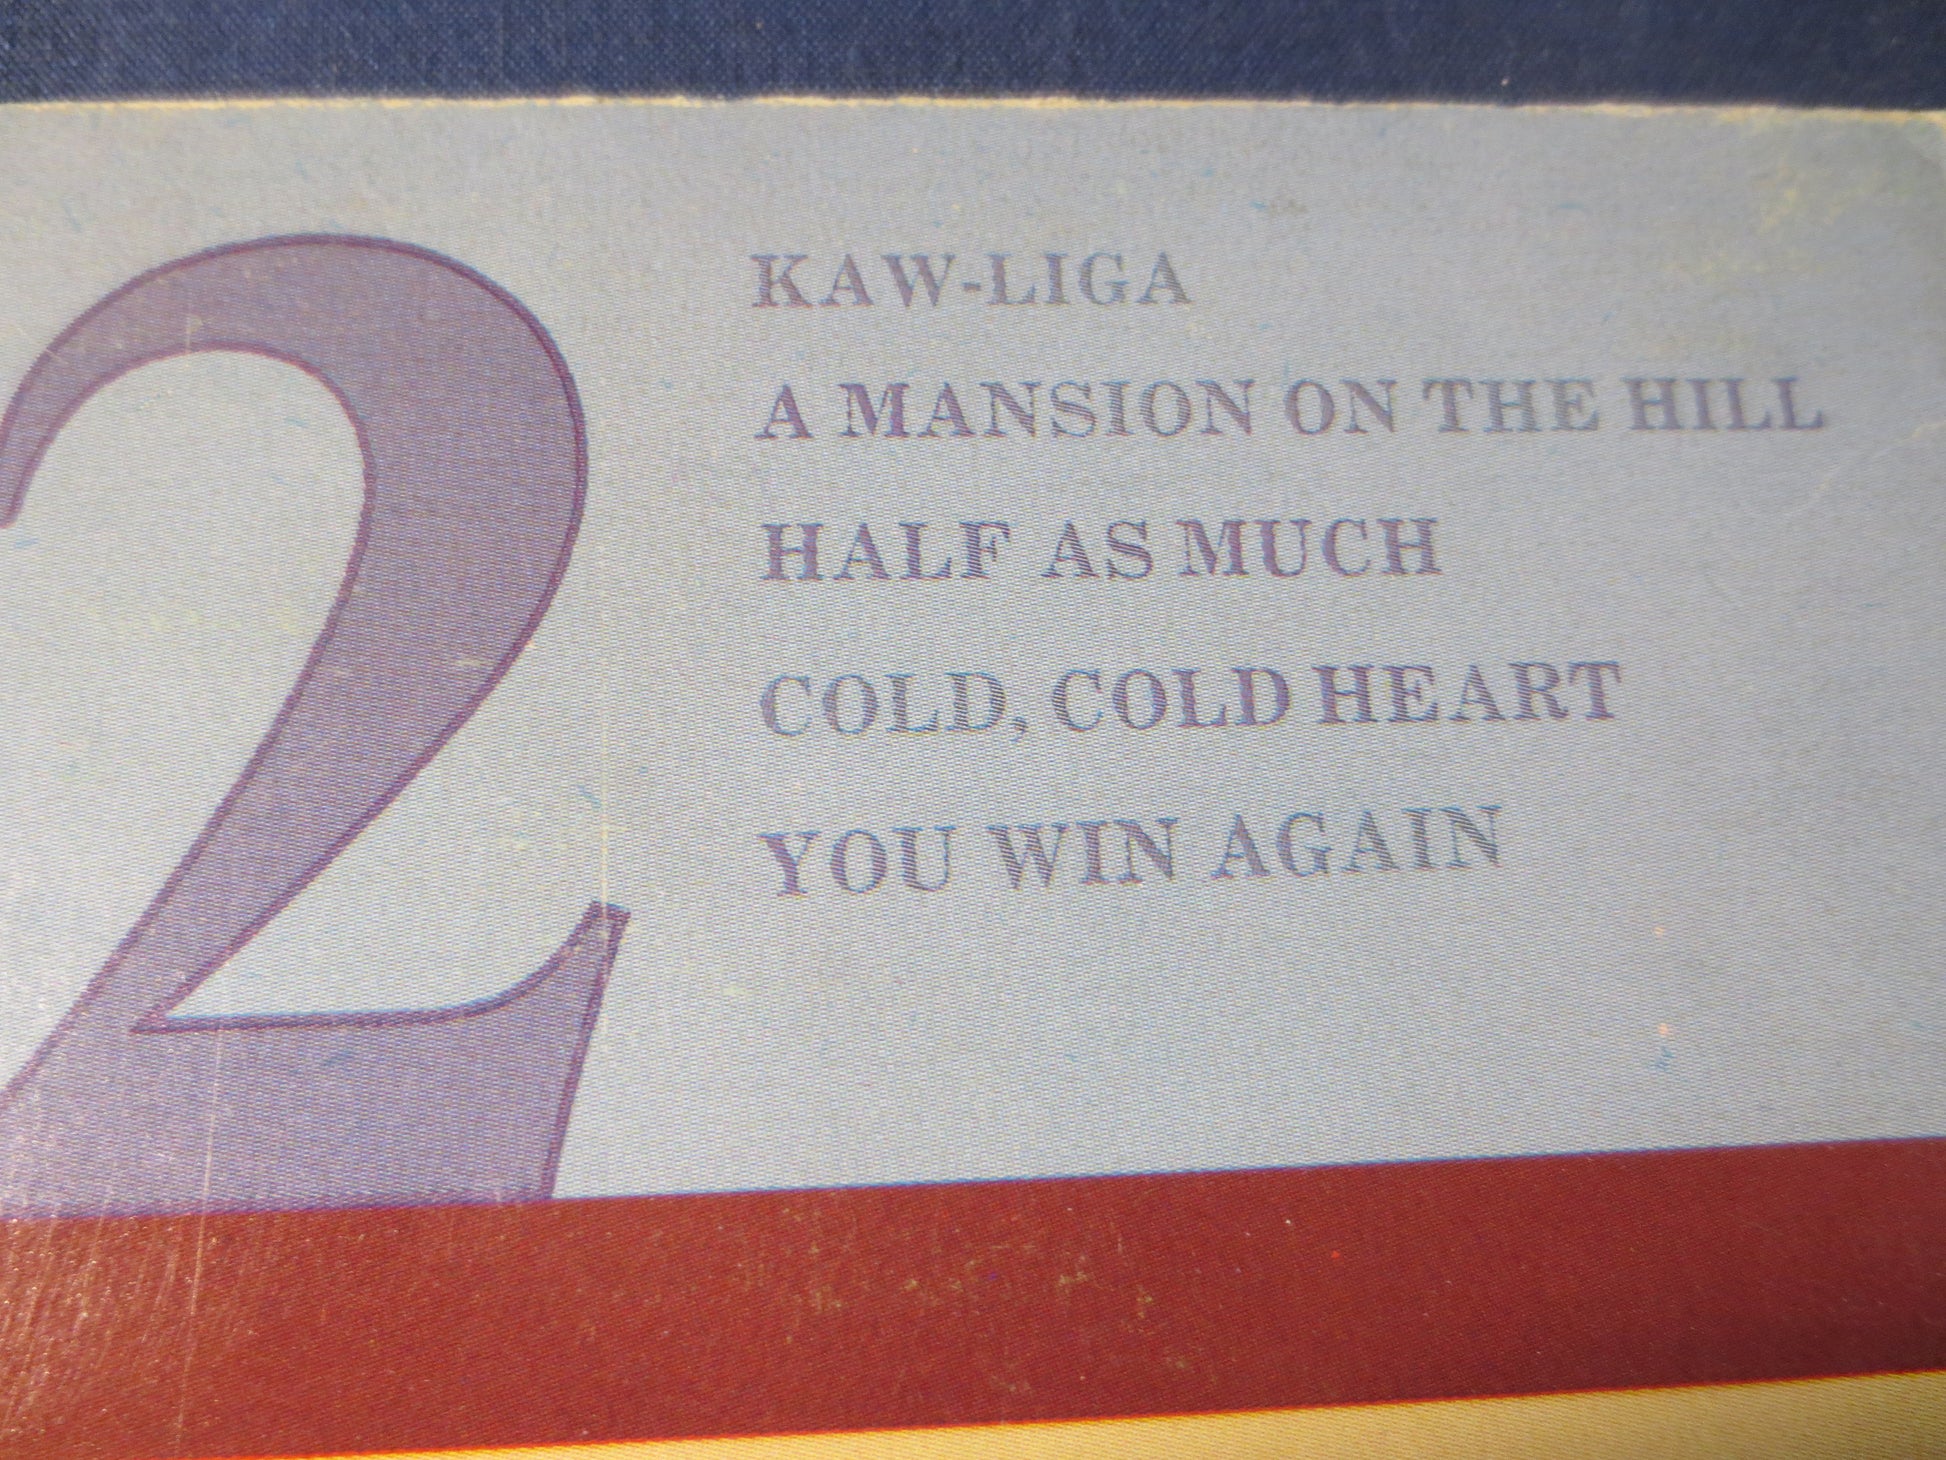 2
KAW-LIGA
A MANSION ON THE HILL
HALF AS MUCH
COLD, COLD HEART
YOU WIN AGAIN